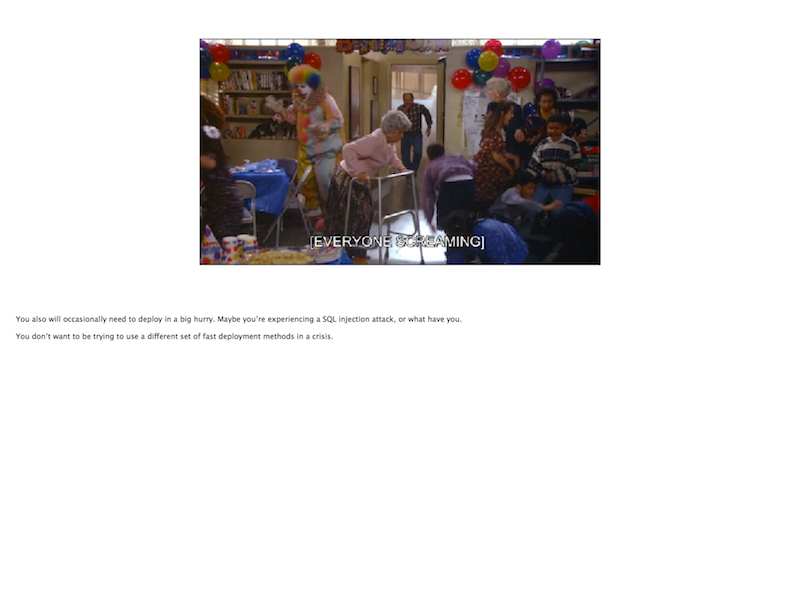 [EVERYONE SCREAMING]
You also will occasionally need to deploy in a big hurry. Maybe you’re experiencing a SQL injection attack, or what have you.
You don’t want to be trying to use a different set of fast deployment methods in a crisis.